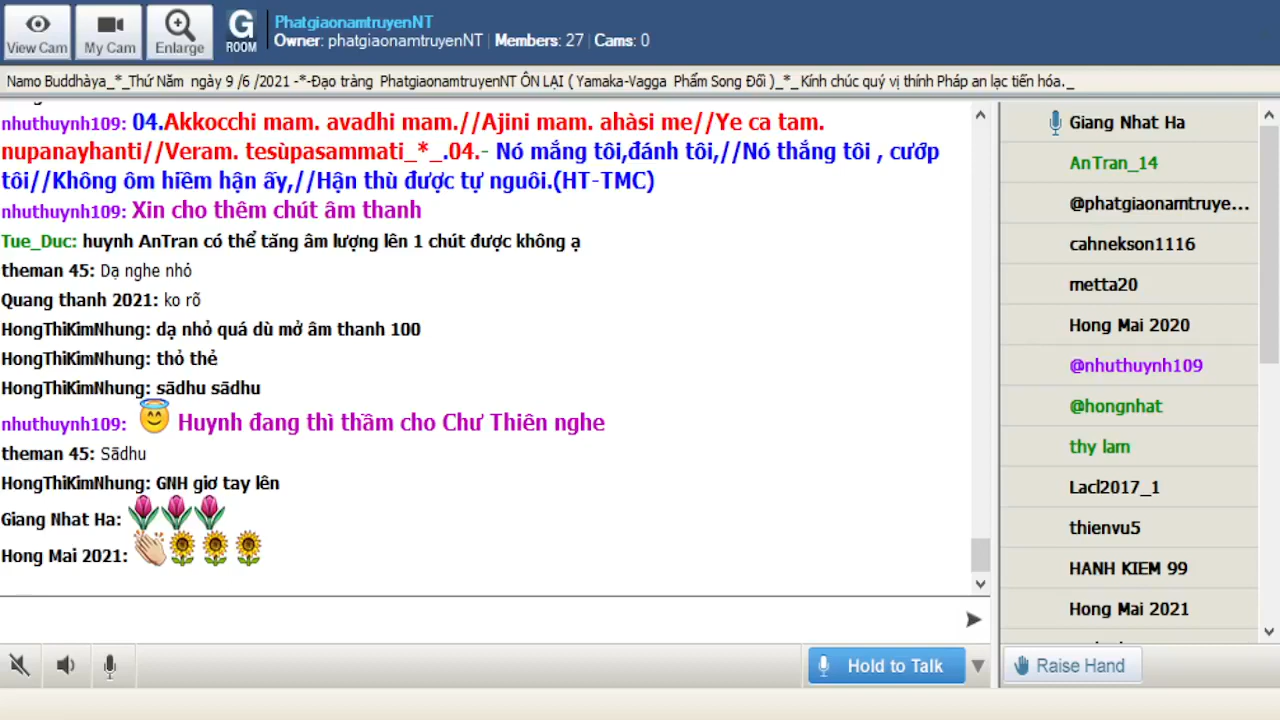 View Cam
My Cam
Enlarge
G
ROOM
PhatgiaonamtruyenNT
Owner: phatgiaonamtruyenNT | Members: 27 | Cams: 0
Namo Buddhàya_*_Thứ Năm ngày 9 /6 /2021 -*-Đạo tràng PhatgiaonamtruyenNT ÔN LẠI ( Yamaka-Vagga Phẩm Song Đối )_*_ Kính chúc quý vị thính Pháp an lạc tiến hóa._
nhuthuynh109: 04.Akkocchi mam. avadhi mam.//Ajini mam. ahàsi me//Ye ca tam.
nupanayhanti//Veram. tesùpasammati_*_.04.- Nó mắng tôi,đánh tôi,//Nó thắng tôi , cướp
tôi//Không ôm hiềm hận ấy,//Hận thù được tự nguôi.(HT-TMC)
nhuthuynh109: Xin cho thêm chút âm thanh
Tue_Duc: huynh AnTran có thể tăng âm lượng lên 1 chút được không ạ
theman 45: Dạ nghe nhỏ
Quang thanh 2021: ko rõ
HongThiKimNhung: dạ nhỏ quá dù mở âm thanh 100
HongThiKimNhung: thỏ thẻ
HongThiKimNhung: sādhu sādhu
nhuthuynh109: Huynh đang thì thầm cho Chư Thiên nghe
theman 45: Sādhu
HongThiKimNhung: GNH giơ tay lên
Giang Nhat Ha:
Hong Mai 2021:
Hold to Talk
Giang Nhat Ha
AnTran_14
@phatgiaonamtruye...
cahnekson1116
metta20
Hong Mai 2020
@nhuthuynh109
@hongnhat
thy lam
Lacl2017_1
thienvu5
HANH KIEM 99
Hong Mai 2021
Raise Hand